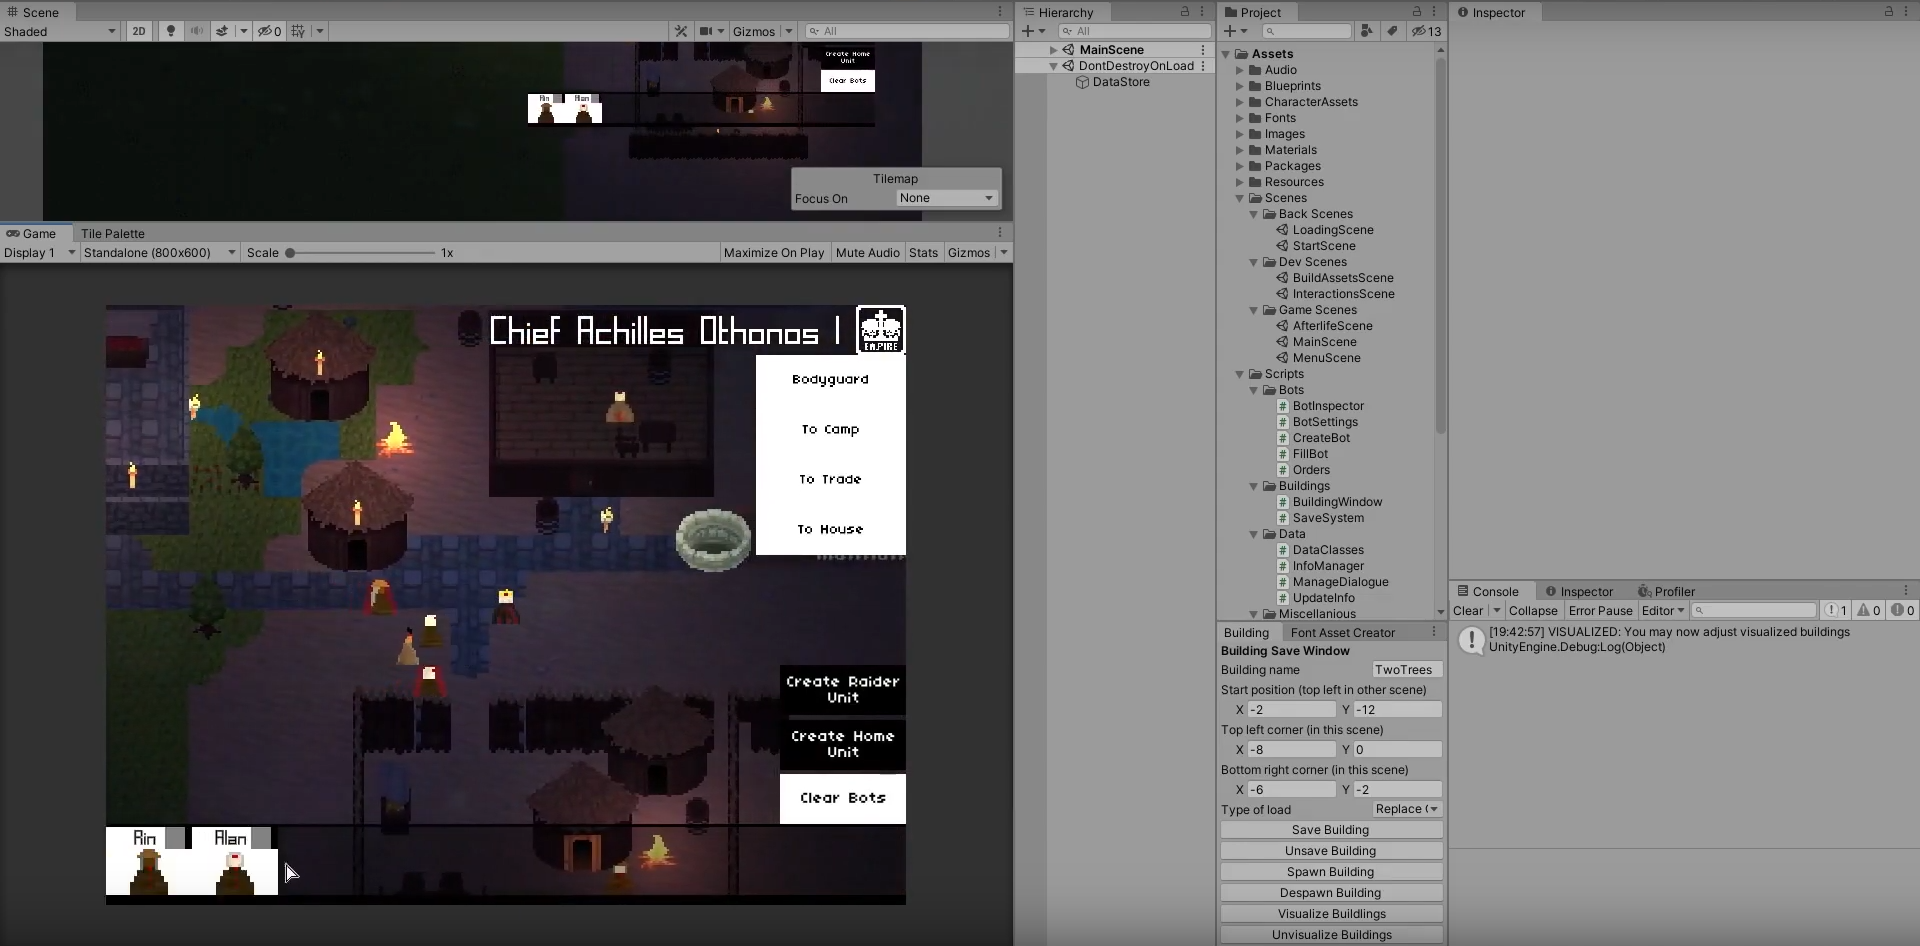 Scene
Shaded
2D
0
Gizmos
All
Create Home
Unit
Clear Bots
Rin
Alan
Tilemap
Focus On
None
Game
Tile Palette
Display 1
Standalone (800x600)
Scale
1x
Maximize On Play
Mute Audio
Stats
Gizmos
Chief Achilles Othonos I
EMPIRE
Bodyguard
To Camp
To Trade
To House
Create Raider
Unit
Create Home
Unit
Clear Bots
Rin
Alan
Hierarchy
All
MainScene
DontDestroyOnLoad
DataStore
Project
13
Assets
Audio
Blueprints
CharacterAssets
Fonts
Images
Materials
Packages
Resources
Scenes
Back Scenes
LoadingScene
StartScene
Dev Scenes
BuildAssetsScene
InteractionsScene
Game Scenes
AfterlifeScene
MainScene
MenuScene
Scripts
Bots
BotInspector
BotSettings
CreateBot
FillBot
Orders
Buildings
BuildingWindow
SaveSystem
Data
DataClasses
InfoManager
ManageDialogue
UpdateInfo
Miscellanious
Building
Font Asset Creator
Building Save Window
Building name
TwoTrees
Start position (top left in other scene)
X -2 Y -12
Top left corner (in this scene)
X -8 Y 0
Bottom right corner (in this scene)
X -6 Y -2
Type of load
Replace (
Save Building
Unsave Building
Spawn Building
Despawn Building
Visualize Buildings
Unvisualize Buildings
Inspector
Console
Inspector
Profiler
Clear
Collapse
Error Pause
Editor
1
0
0
[19:42:57] VISUALIZED: You may now adjust visualized buildings
UnityEngine.Debug:Log(Object)